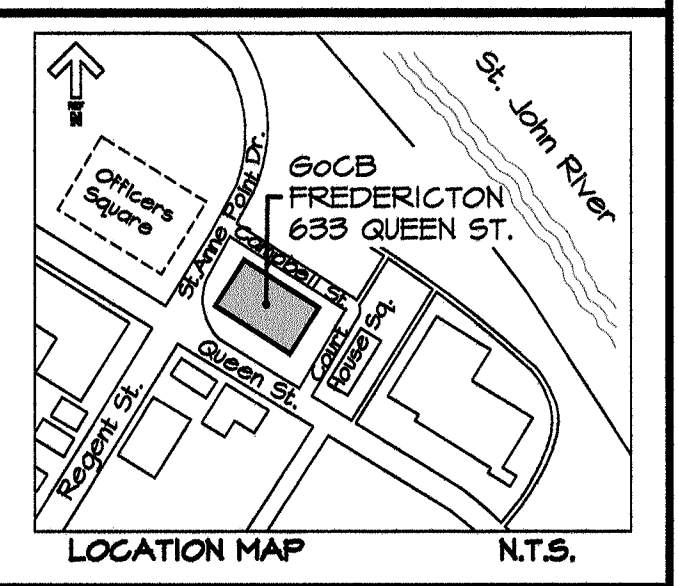 St. John River
GoCB
FREDERICTON
633 QUEEN ST.
Officers
Square
St. Anne Point Dr.
Campbell St.
Court
House Sq.
Queen St.
Regent St.
LOCATION MAP N.T.S.